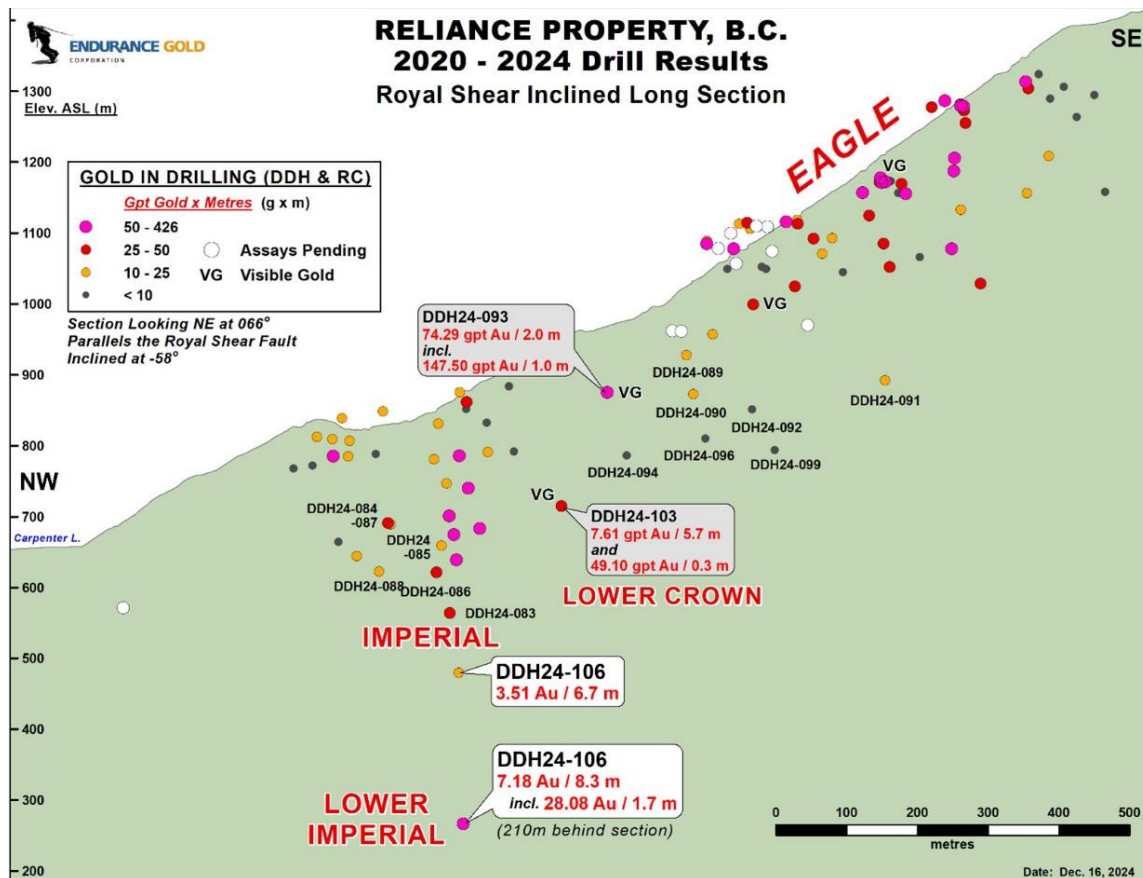 ENDURANCE GOLD
CORPORATION
RELIANCE PROPERTY, B.C.
2020 - 2024 Drill Results
Royal Shear Inclined Long Section
SE
1300
Elev. ASL (m)
1200
1100
1000
900
800
700
600
500
400
300
200
GOLD IN DRILLING (DDH & RC)
Gpt Gold x Metres (g x m)
50 - 426
25 - 50
10 - 25
< 10
Assays Pending
VG Visible Gold
Section Looking NE at 066°
Parallels the Royal Shear Fault
Inclined at -58°
EAGLE
VG
VG
DDH24-093
74.29 gpt Au / 2.0 m
incl.
147.50 gpt Au / 1.0 m
VG
DDH24-089
DDH24-090
DDH24-091
DDH24-092
DDH24-096
DDH24-099
DDH24-094
NW
Carpenter L.
VG
DDH24-103
7.61 gpt Au / 5.7 m
and
49.10 gpt Au / 0.3 m
DDH24-084
-087
DDH24
-085
DDH24-088
DDH24-086
DDH24-083
LOWER CROWN
IMPERIAL
DDH24-106
3.51 Au / 6.7 m
DDH24-106
7.18 Au / 8.3 m
incl. 28.08 Au / 1.7 m
(210m behind section)
LOWER
IMPERIAL
0 100 200 300 400 500
metres
Date: Dec. 16, 2024